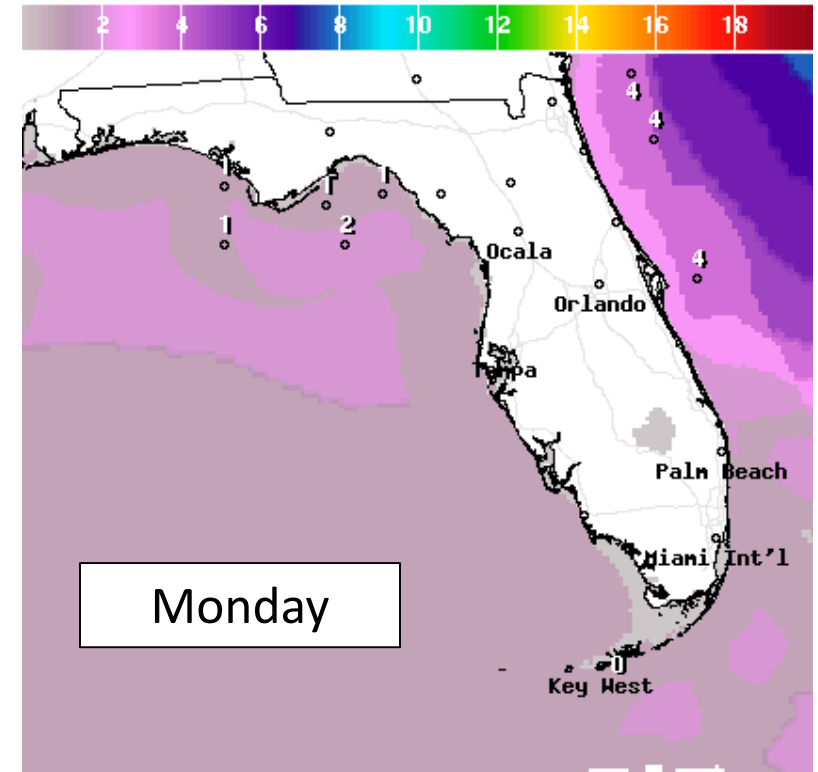 2 4 6 8 10 12 14 16 18
4
4
1
1 1
1 2
Ocala
4
Orlando
Tampa
Palm Beach
Miami Int'l
Monday
0
Key West